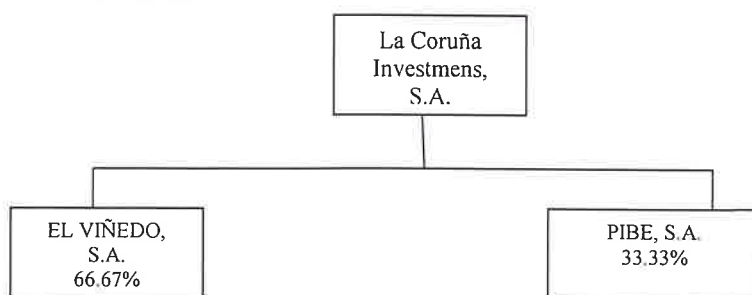 La Coruña
Investmens,
S.A.
EL VIÑEDO,
S.A.
66.67%
PIBE, S.A.
33.33%